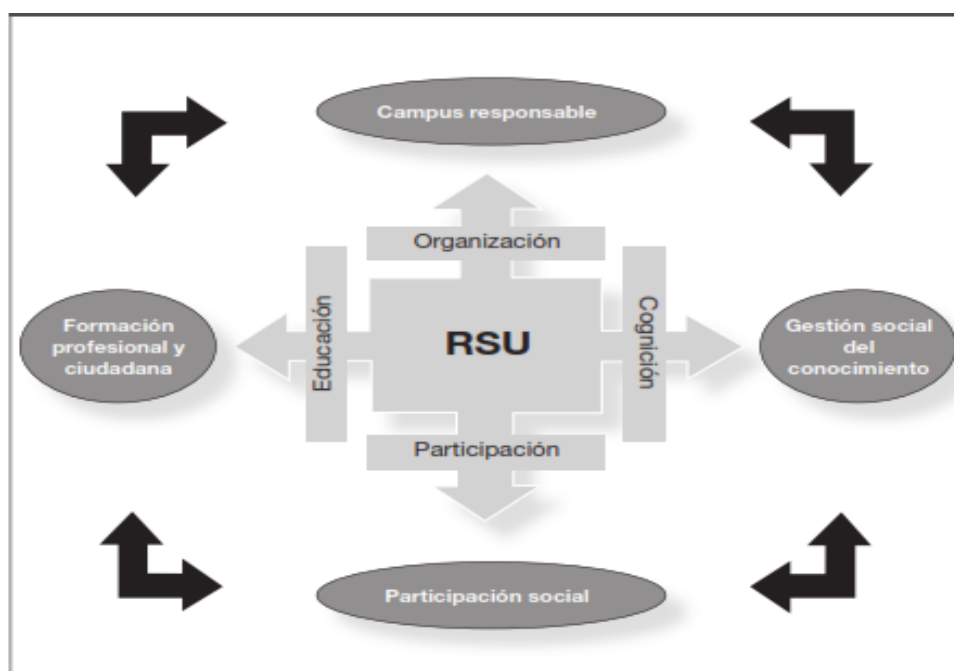 Campus responsable
Organización
Formación
profesional y
ciudadana
Educación
RSU
Cognición
Gestión social
del
conocimiento
Participación
Participación social